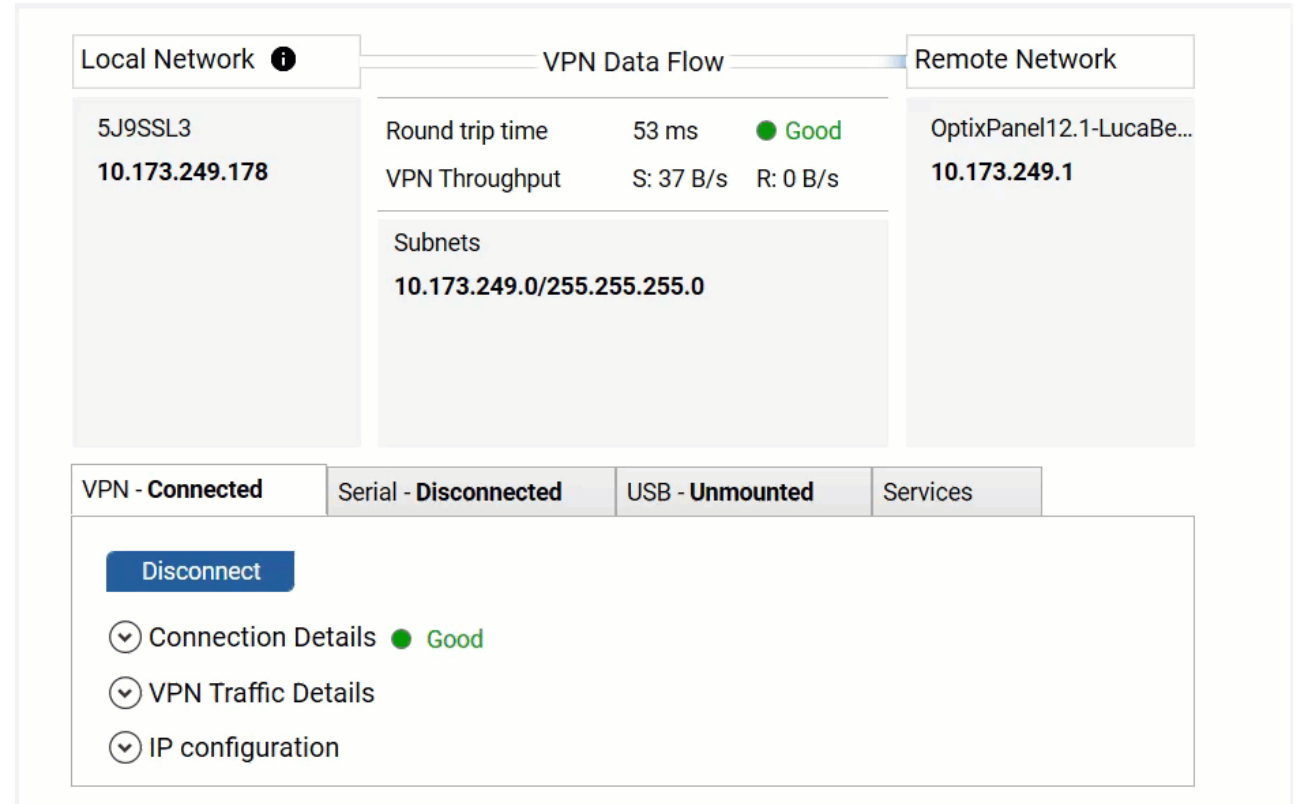 Local Network
VPN Data Flow
Remote Network
5J9SSL3
10.173.249.178
Round trip time 53 ms Good
VPN Throughput S: 37 B/s R: 0 B/s
Subnets
10.173.249.0/255.255.255.0
OptixPanel12.1-LucaBe...
10.173.249.1
VPN - Connected
Serial - Disconnected
USB - Unmounted
Services
Disconnect
Connection Details Good
VPN Traffic Details
IP configuration